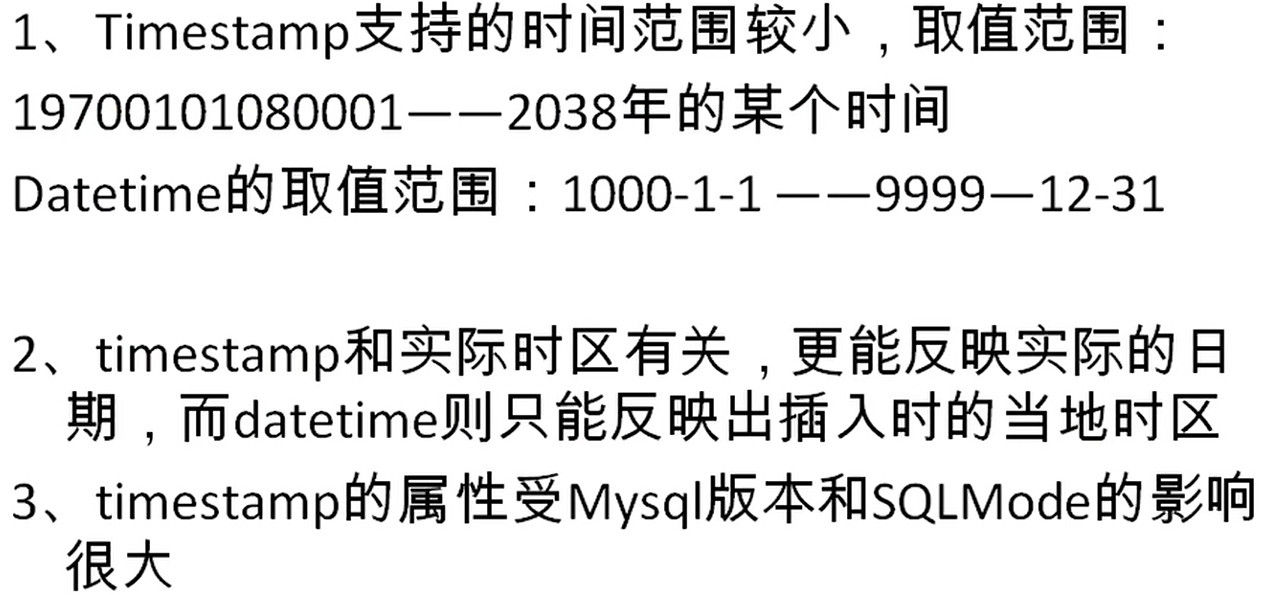 1、Timestamp支持的时间范围较小，取值范围：
19700101080001——2038年的某个时间
Datetime的取值范围：1000-1-1 ——9999—12-31
2、timestamp和实际时区有关，更能反映实际的日
期，而datetime则只能反映出插入时的当地时区
3、timestamp的属性受Mysql版本和SQLMode的影响
很大